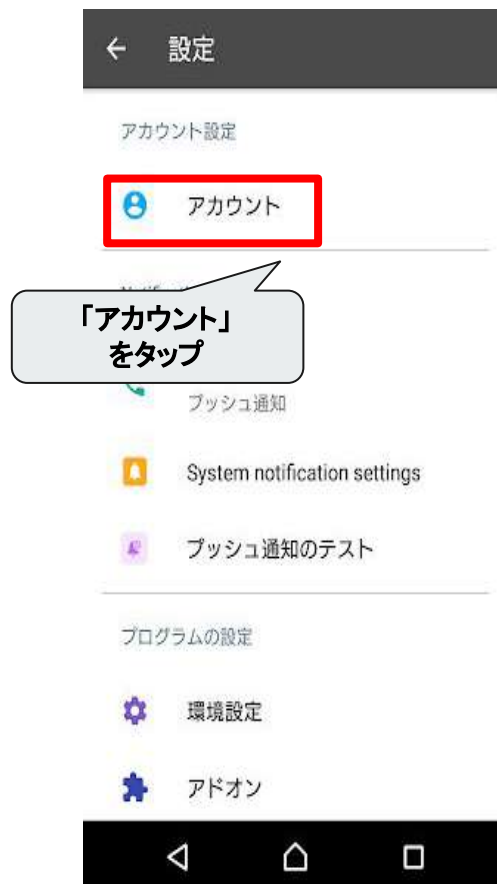 設定
アカウント設定
アカウント
「アカウント」
をタップ
プッシュ通知
System notification settings
プッシュ通知のテスト
プログラムの設定
環境設定
アドオン